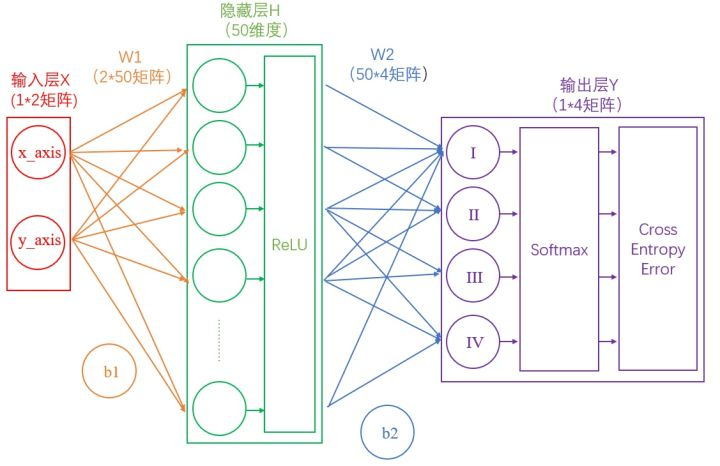 输入层X
(1*2矩阵)
x_axis
y_axis
W1
（2*50矩阵）
b1
隐藏层H
（50维度）
ReLU
W2
（50*4矩阵）
b2
输出层Y
（1*4矩阵）
I
II
III
IV
Softmax
Cross
Entropy
Error